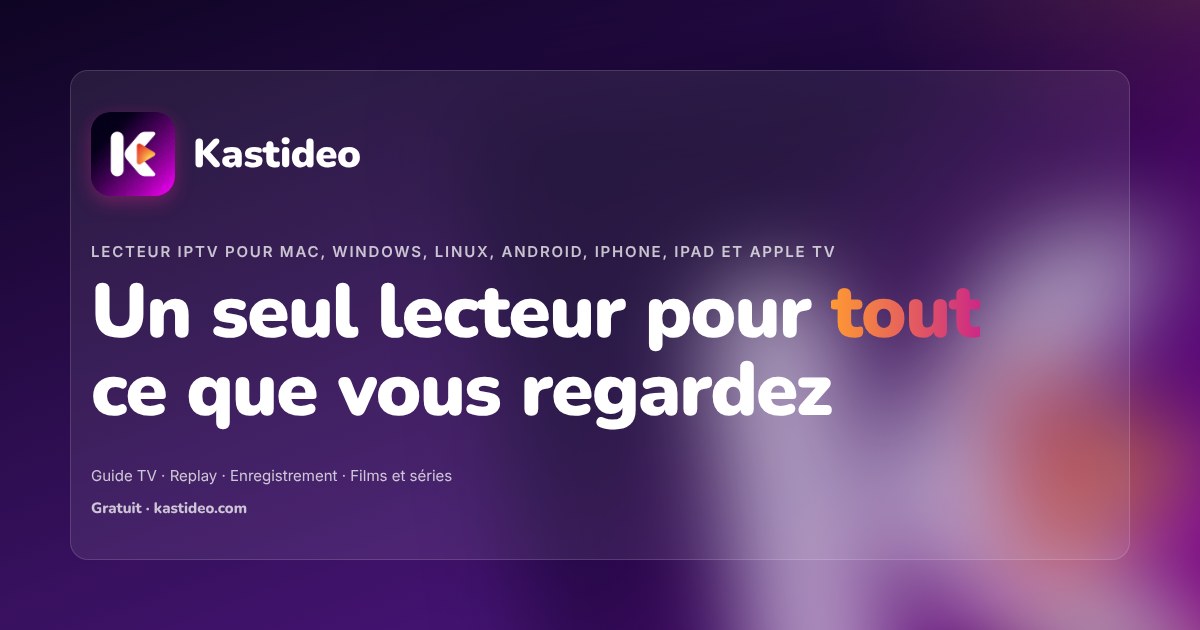 Kastideo
LECTEUR IPTV POUR MAC, WINDOWS, LINUX, ANDROID, IPHONE, IPAD ET APPLE TV
Un seul lecteur pour tout
ce que vous regardez
Guide TV · Replay · Enregistrement · Films et séries
Gratuit · kastideo.com